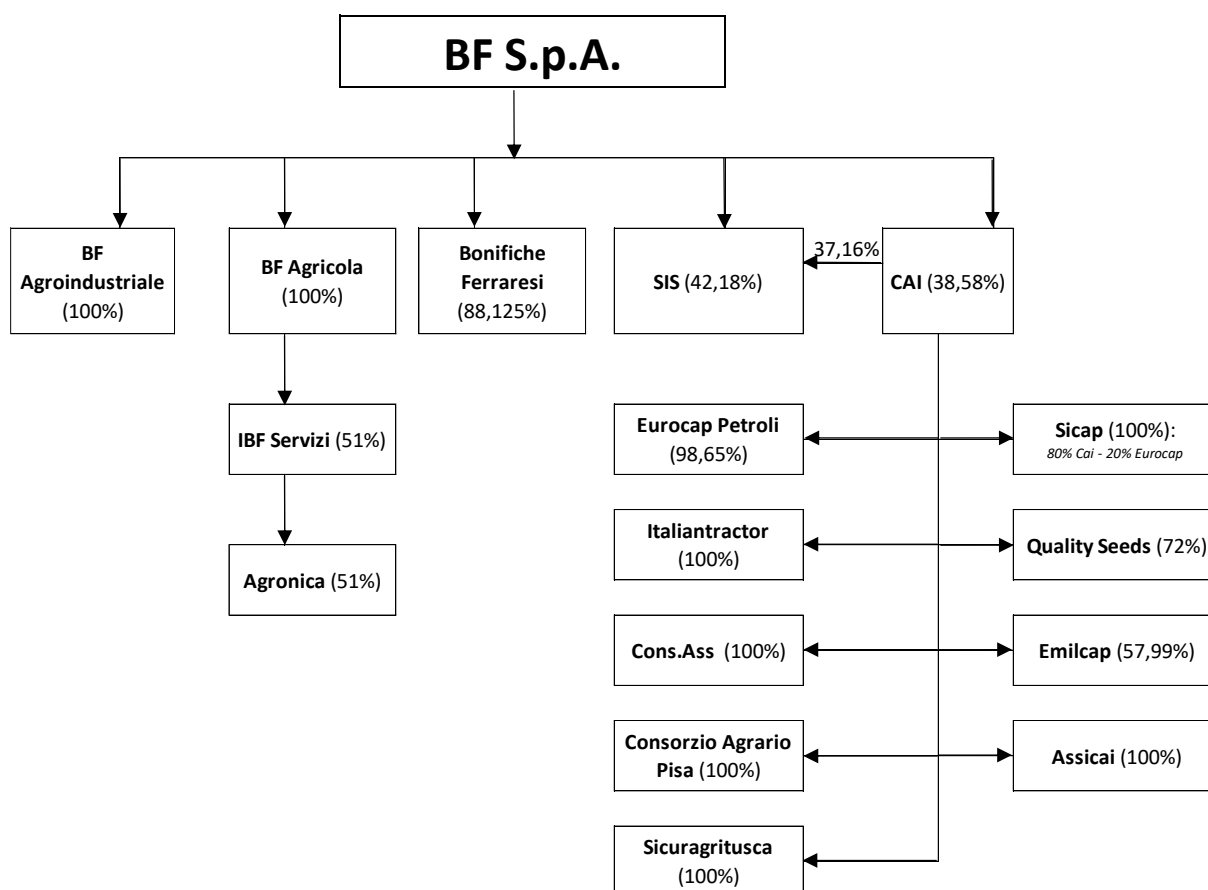 BF S.p.A.
BF
Agroindustriale
(100%)
BF Agricola
(100%)
Bonifiche
Ferraresi
(88,125%)
SIS (42,18%)
37,16%
CAI (38,58%)
IBF Servizi (51%)
Agronica (51%)
Eurocap Petroli
(98,65%)
Sicap (100%):
80% Cai - 20% Eurocap
Italiantractor
(100%)
Quality Seeds (72%)
Cons.Ass (100%)
Emilcap (57,99%)
Consorzio Agrario
Pisa (100%)
Assicai (100%)
Sicuragritusca
(100%)